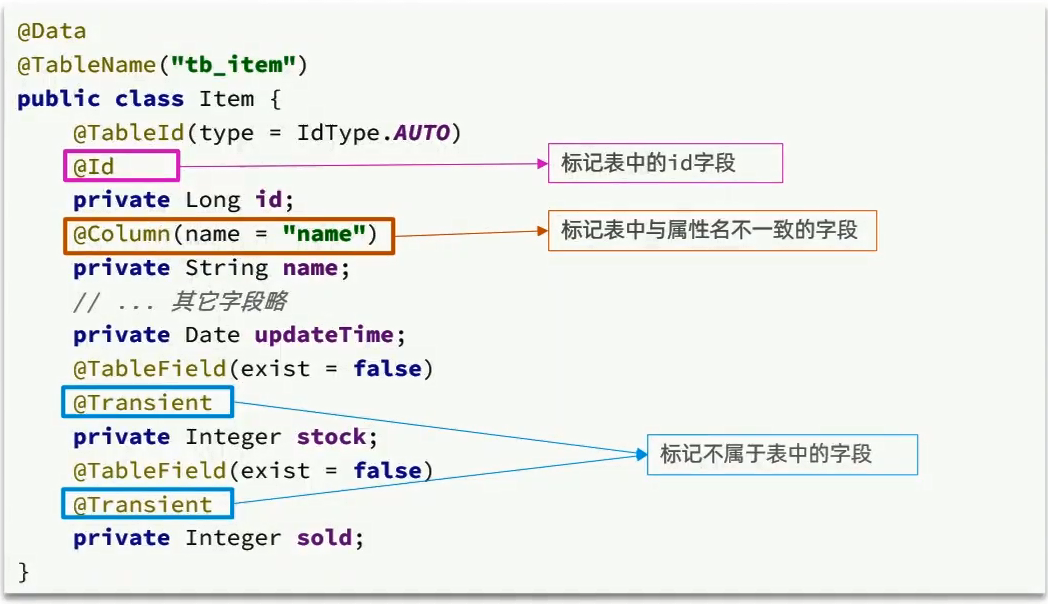 @Data
@TableName("tb_item")
public class Item {
@TableId(type = IdType.AUTO)
@Id
标记表中的id字段
private Long id;
@Column(name = "name")
标记表中与属性名不一致的字段
private String name;
// ... 其它字段略
private Date updateTime;
@TableField(exist = false)
@Transient
private Integer stock;
标记不属于表中的字段
@TableField(exist = false)
@Transient
private Integer sold;
}